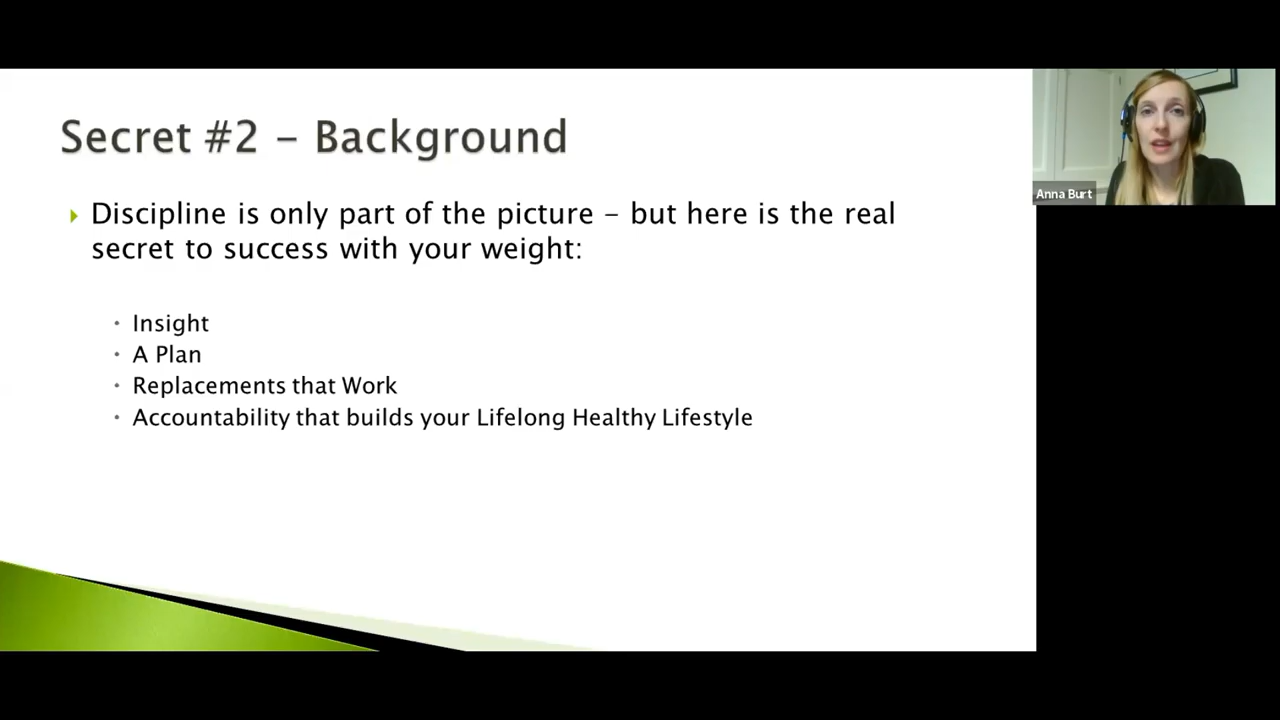 Secret #2 – Background
Discipline is only part of the picture – but here is the real
secret to success with your weight:
Insight
A Plan
Replacements that Work
Accountability that builds your Lifelong Healthy Lifestyle
Anna Burt